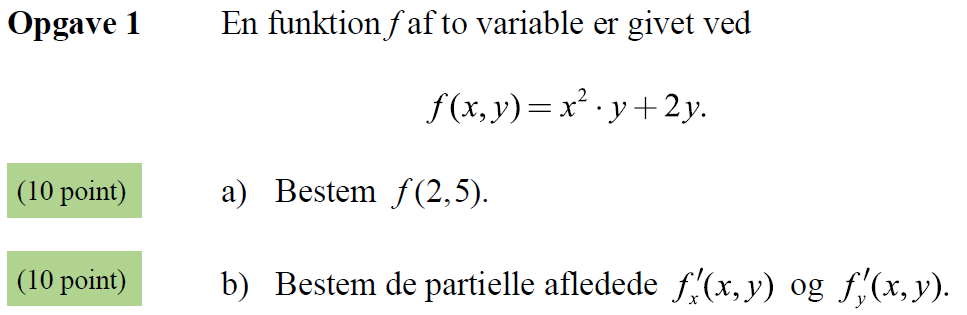 Opgave 1 En funktion f af to variable er givet ved
f(x, y) = x² · y + 2y.
(10 point) a) Bestem f(2,5).
(10 point) b) Bestem de partielle afledede f′ₓ(x, y) og f′y(x, y).